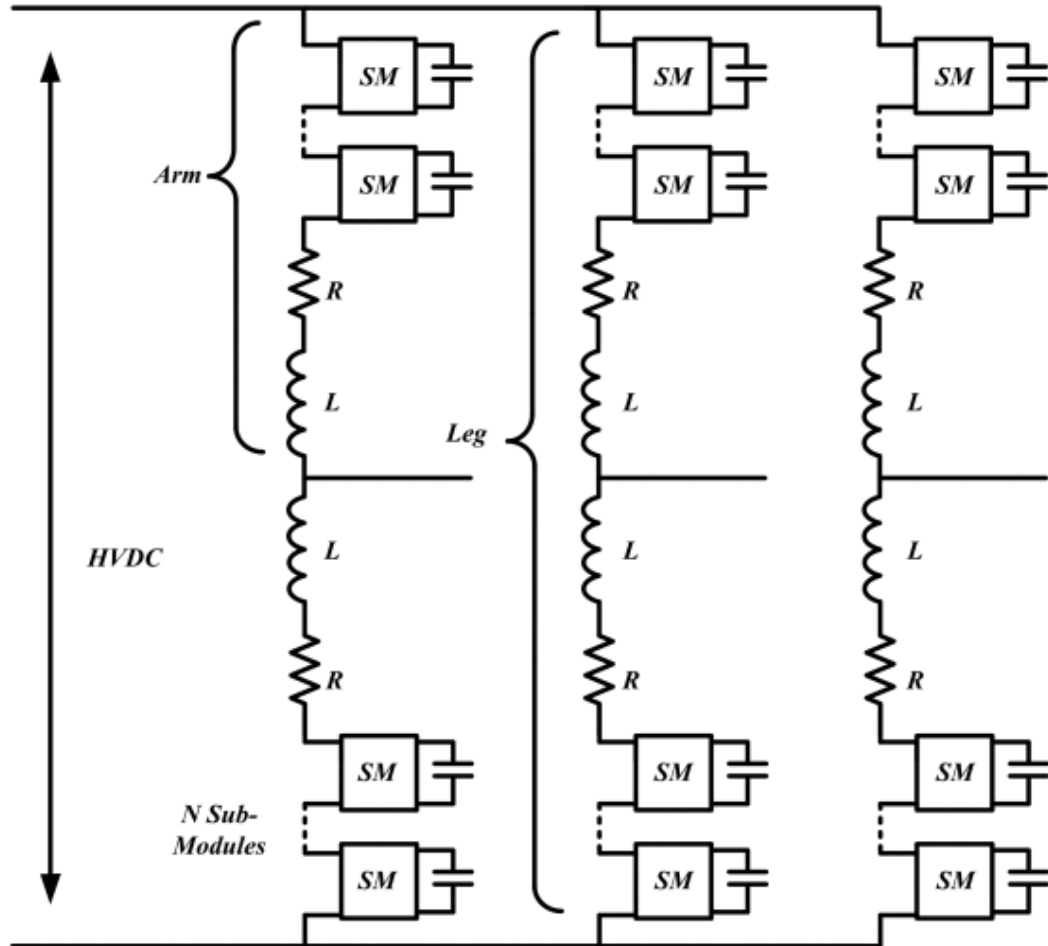 SM SM SM
Arm SM SM SM
R R R
L L L
Leg
HVDC L L L
R R R
SM SM SM
N Sub-
Modules
SM SM SM